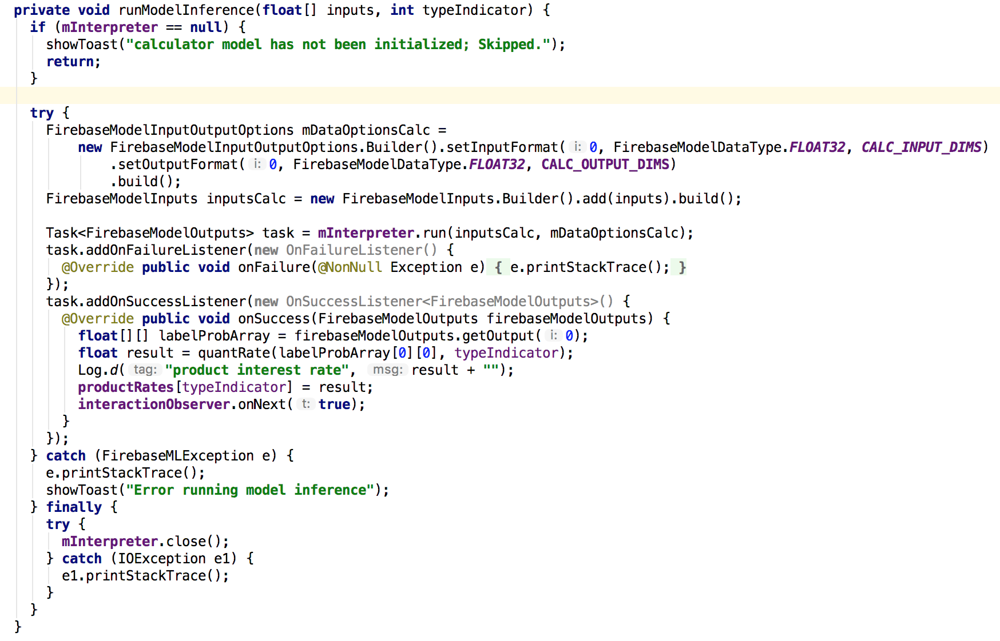 private void runModelInference(float[] inputs, int typeIndicator) {
if (mInterpreter == null) {
showToast("calculator model has not been initialized; Skipped.");
return;
}
try {
FirebaseModelInputOutputOptions mDataOptionsCalc =
new FirebaseModelInputOutputOptions.Builder().setInputFormat( i: 0, FirebaseModelDataType.FLOAT32, CALC_INPUT_DIMS)
.setOutputFormat( i: 0, FirebaseModelDataType.FLOAT32, CALC_OUTPUT_DIMS)
.build();
FirebaseModelInputs inputsCalc = new FirebaseModelInputs.Builder().add(inputs).build();
Task<FirebaseModelOutputs> task = mInterpreter.run(inputsCalc, mDataOptionsCalc);
task.addOnFailureListener(new OnFailureListener() {
@Override public void onFailure(@NonNull Exception e) { e.printStackTrace(); }
});
task.addOnSuccessListener(new OnSuccessListener<FirebaseModelOutputs>() {
@Override public void onSuccess(FirebaseModelOutputs firebaseModelOutputs) {
float[][] labelProbArray = firebaseModelOutputs.getOutput( i: 0);
float result = quantRate(labelProbArray[0][0], typeIndicator);
Log.d( tag: "product interest rate", msg: result + "");
productRates[typeIndicator] = result;
interactionObserver.onNext( t: true);
}
});
} catch (FirebaseMLException e) {
e.printStackTrace();
showToast("Error running model inference");
} finally {
try {
mInterpreter.close();
} catch (IOException e1) {
e1.printStackTrace();
}
}
}